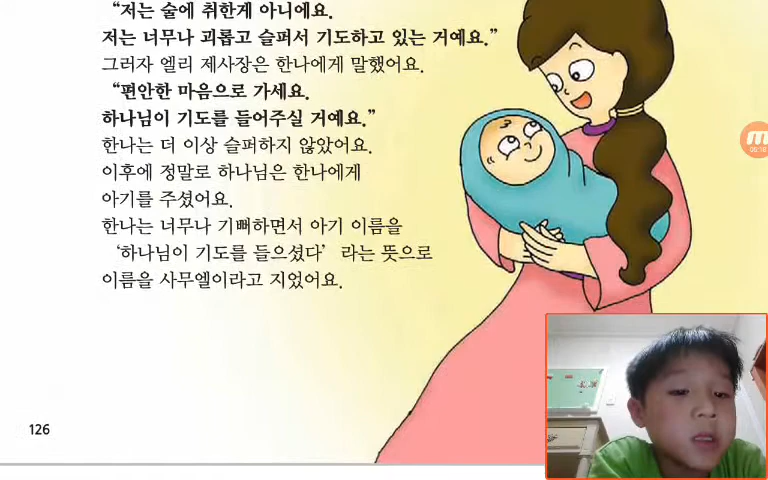 “저는 술에 취한게 아니에요.
저는 너무나 괴롭고 슬퍼서 기도하고 있는 거예요.”
그러자 엘리 제사장은 한나에게 말했어요.
“편안한 마음으로 가세요.
하나님이 기도를 들어주실 거예요.”
한나는 더 이상 슬퍼하지 않았어요.
이후에 정말로 하나님은 한나에게
아기를 주셨어요.
한나는 너무나 기뻐하면서 아기 이름을
‘하나님이 기도를 들으셨다’ 라는 뜻으로
이름을 사무엘이라고 지었어요.
126